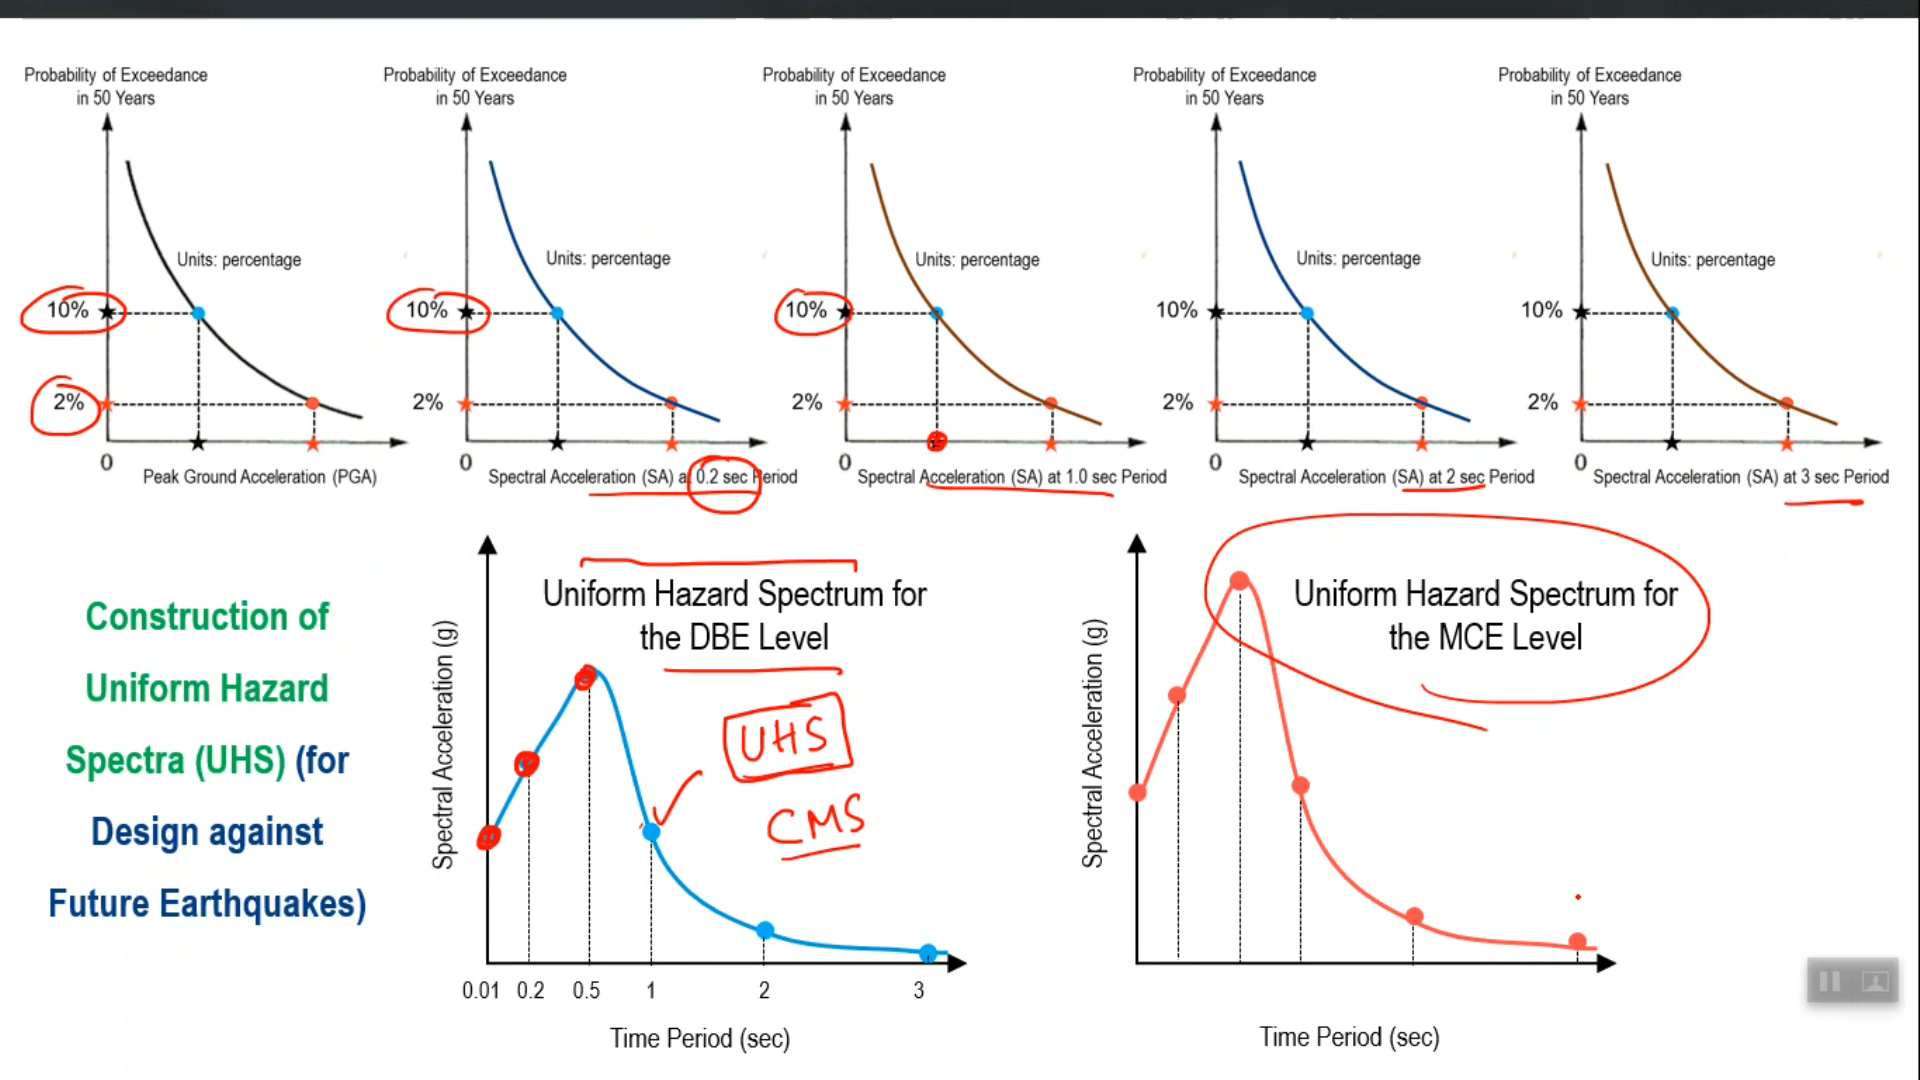 Probability of Exceedance
in 50 Years
10%
2%
Units: percentage
0
Peak Ground Acceleration (PGA)
Probability of Exceedance
in 50 Years
10%
2%
Units: percentage
0
Spectral Acceleration (SA) at 0.2 sec Period
Probability of Exceedance
in 50 Years
10%
2%
Units: percentage
0
Spectral Acceleration (SA) at 1.0 sec Period
Probability of Exceedance
in 50 Years
10%
2%
Units: percentage
0
Spectral Acceleration (SA) at 2 sec Period
Probability of Exceedance
in 50 Years
10%
2%
Units: percentage
0
Spectral Acceleration (SA) at 3 sec Period
Construction of
Uniform Hazard
Spectra (UHS) (for
Design against
Future Earthquakes)
Uniform Hazard Spectrum for
the DBE Level
UHS
CMS
Spectral Acceleration (g)
0.01 0.2 0.5 1 2 3
Time Period (sec)
Uniform Hazard Spectrum for
the MCE Level
Spectral Acceleration (g)
Time Period (sec)